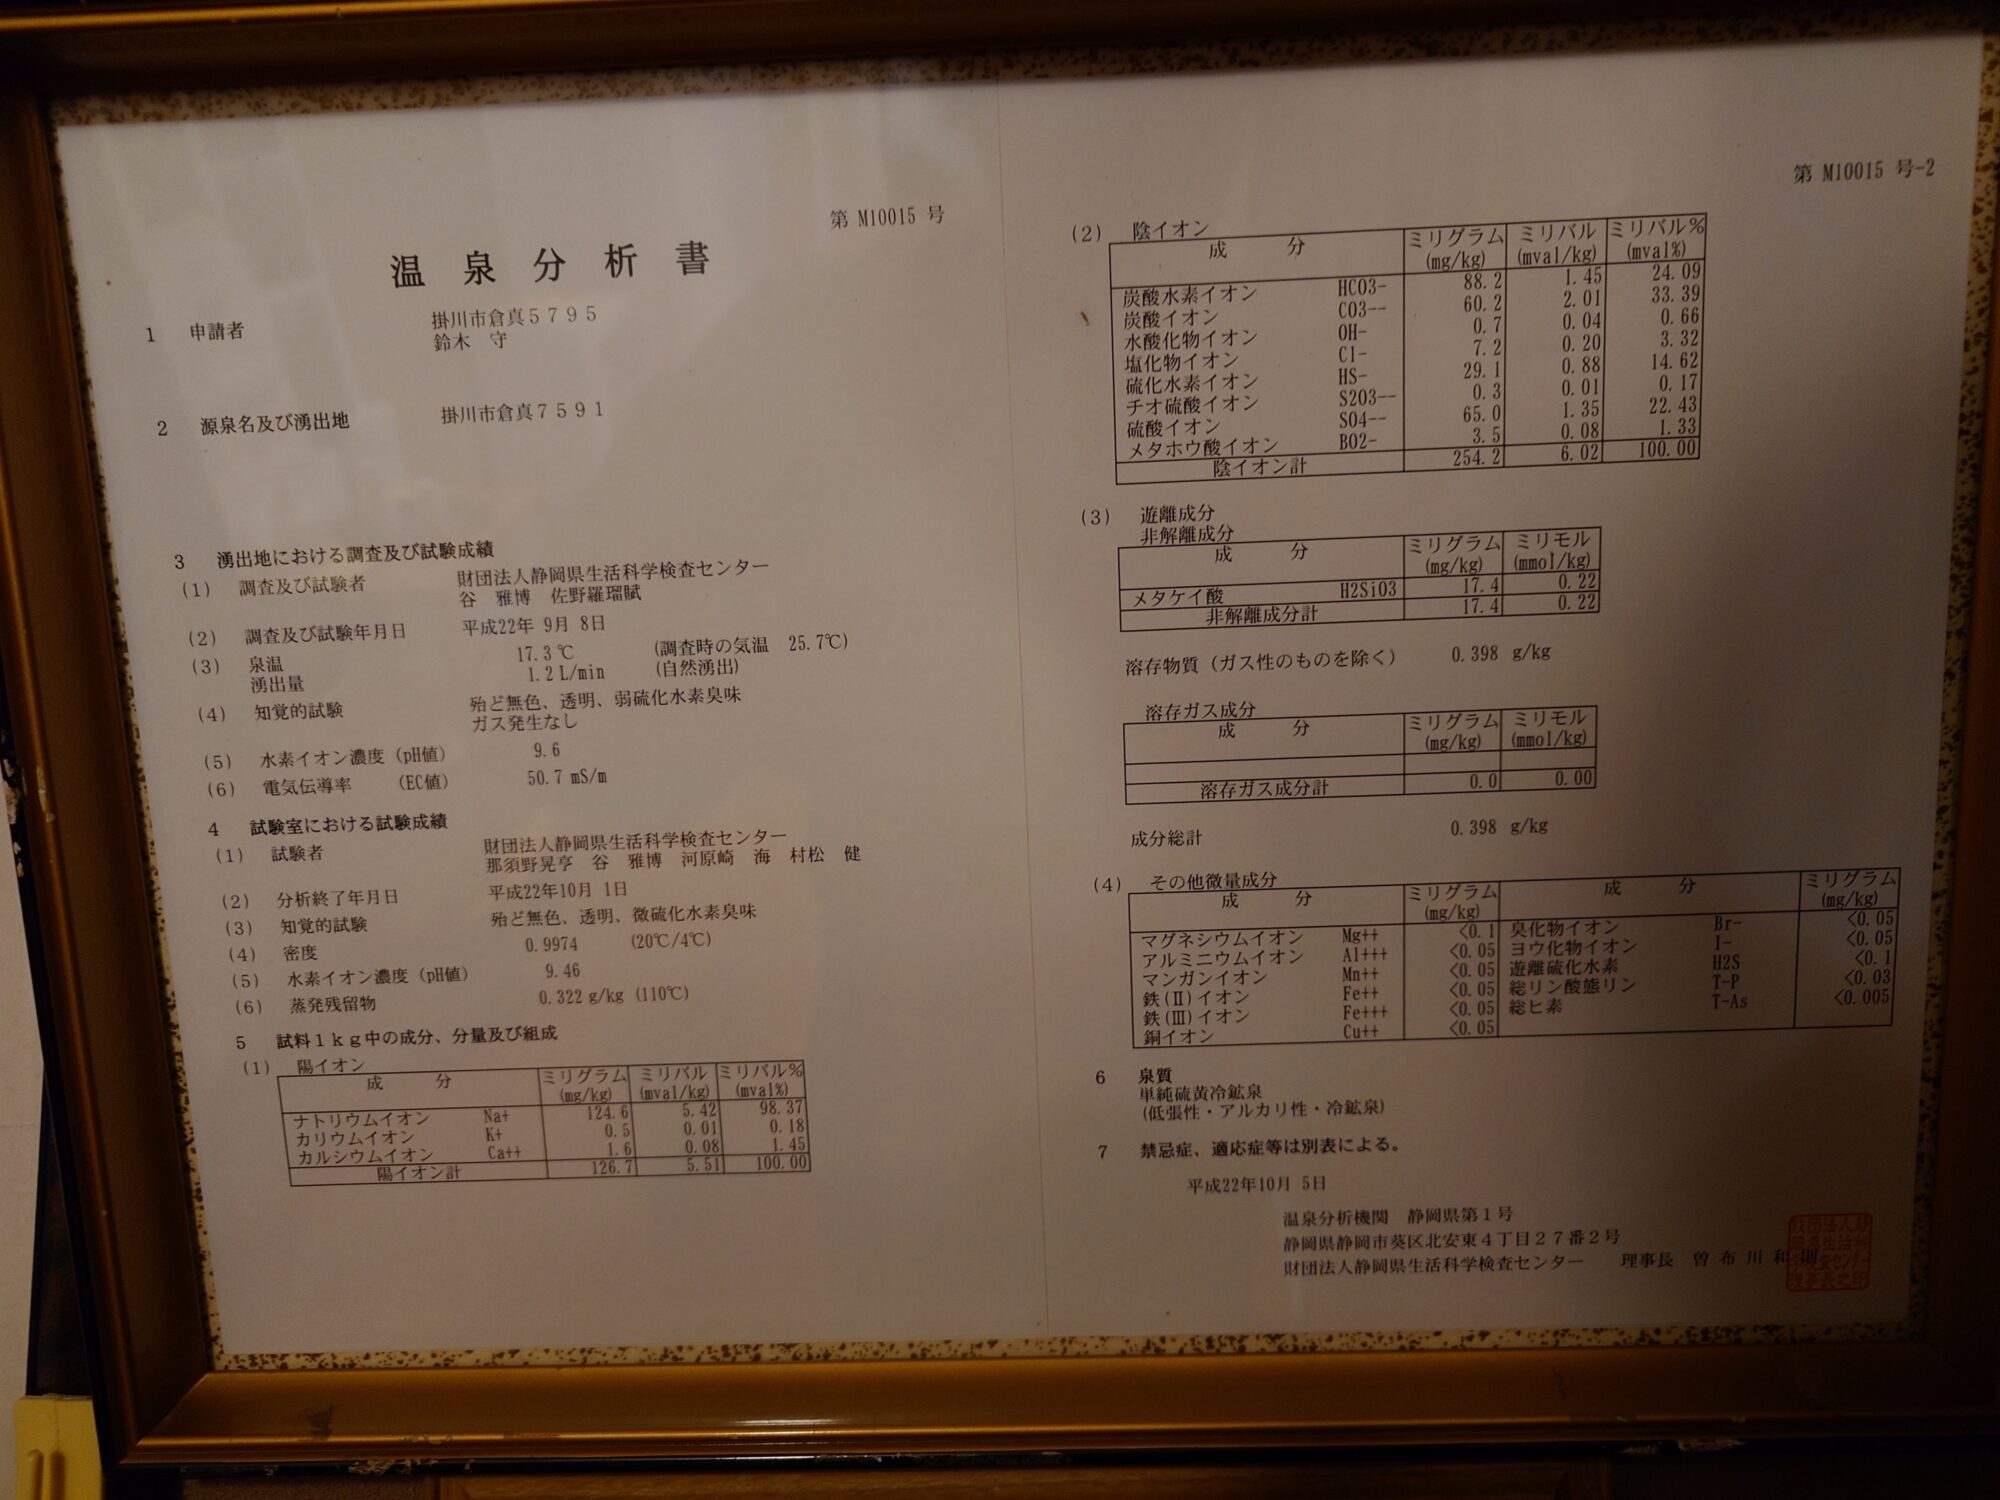 第 M10015 号
温泉分析書
1 申請者 掛川市倉真5795
鈴木 守
2 源泉名及び湧出地 掛川市倉真7591
3 湧出地における調査及び試験成績
(1) 調査及び試験者 財団法人静岡県生活科学検査センター
谷 雅博 佐野羅瑠賦
(2) 調査及び試験年月日 平成22年 9月 8日
(3) 泉温 17.3 ℃ (調査時の気温 25.7℃)
湧出量 1.2 L/min (自然湧出)
(4) 知覚的試験 殆ど無色、透明、弱硫化水素臭味
ガス発生なし
(5) 水素イオン濃度 (pH値) 9.6
(6) 電気伝導率 (EC値) 50.7 mS/m
4 試験室における試験成績
(1) 試験者 財団法人静岡県生活科学検査センター
那須野晃亨 谷 雅博 河原崎 海 村松 健
(2) 分析終了年月日 平成22年10月 1日
(3) 知覚的試験 殆ど無色、透明、微硫化水素臭味
(4) 密度 0.9974 (20℃/4℃)
(5) 水素イオン濃度 (pH値) 9.46
(6) 蒸発残留物 0.322 g/kg (110℃)
5 試料1kg中の成分、分量及び組成
(1) 陽イオン
成 分 ミリグラム (mg/kg) ミリバル (mval/kg) ミリバル% (mval%)
ナトリウムイオン Na+ 124.6 5.42 98.37
カリウムイオン K+ 0.5 0.01 0.18
カルシウムイオン Ca++ 1.6 0.08 1.45
陽イオン計 126.7 5.51 100.00
第 M10015 号-2
(2) 陰イオン
成 分 ミリグラム (mg/kg) ミリバル (mval/kg) ミリバル% (mval%)
炭酸水素イオン HCO3- 88.2 1.45 24.09
炭酸イオン CO3-- 60.2 2.01 33.39
水酸化物イオン OH- 0.7 0.04 0.66
塩化物イオン Cl- 7.2 0.20 3.32
硫化水素イオン HS- 29.1 0.88 14.62
チオ硫酸イオン S2O3-- 0.3 0.01 0.17
硫酸イオン SO4-- 65.0 1.35 22.43
メタホウ酸イオン BO2- 3.5 0.08 1.33
陰イオン計 254.2 6.02 100.00
(3) 遊離成分
非解離成分
成 分 ミリグラム (mg/kg) ミリモル (mmol/kg)
メタケイ酸 H2SiO3 17.4 0.22
非解離成分計 17.4 0.22
溶存物質 (ガス性のものを除く) 0.398 g/kg
溶存ガス成分
成 分 ミリグラム (mg/kg) ミリモル (mmol/kg)
溶存ガス成分計 0.0 0.00
成分総計 0.398 g/kg
(4) その他微量成分
成 分 ミリグラム (mg/kg) 成 分 ミリグラム (mg/kg)
マグネシウムイオン Mg++ <0.1 臭化物イオン Br- <0.05
アルミニウムイオン Al+++ <0.05 ヨウ化物イオン I- <0.05
マンガンイオン Mn++ <0.05 遊離硫化水素 H2S <0.1
鉄(Ⅱ)イオン Fe++ <0.05 総リン酸態リン T-P <0.03
鉄(Ⅲ)イオン Fe+++ <0.05 総ヒ素 T-As <0.005
銅イオン Cu++ <0.05
6 泉質
単純硫黄冷鉱泉
(低張性・アルカリ性・冷鉱泉)
7 禁忌症、適応症等は別表による。
平成22年10月 5日
温泉分析機関 静岡県第1号
静岡県静岡市葵区北安東4丁目27番2号
財団法人静岡県生活科学検査センター 理事長 曽布川和則